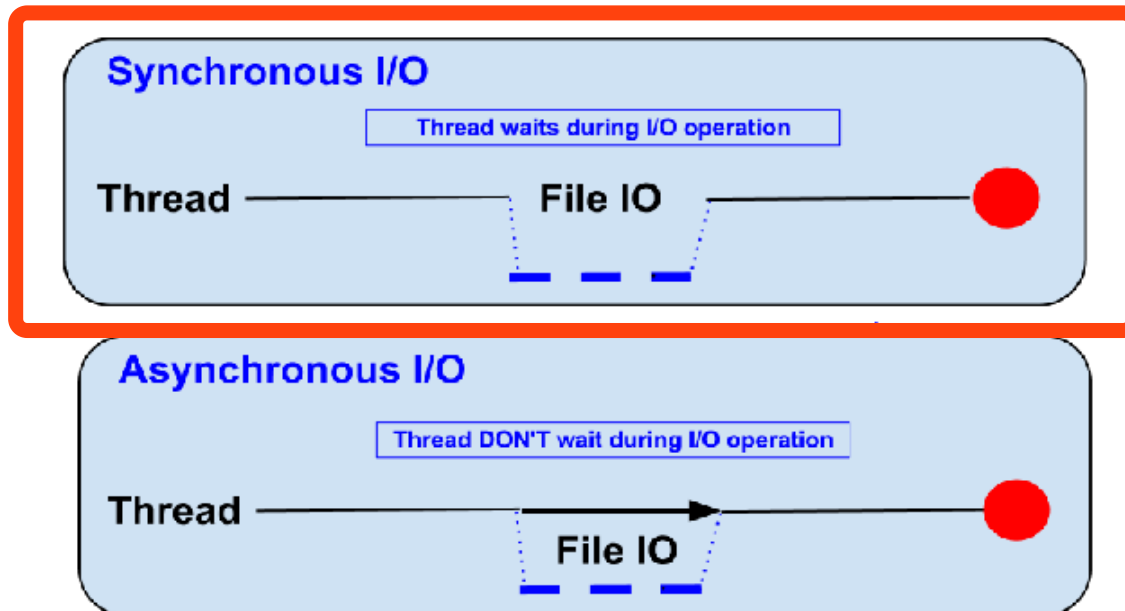 Synchronous I/O
Thread waits during I/O operation
Thread
File IO
Asynchronous I/O
Thread DON'T wait during I/O operation
Thread
File IO